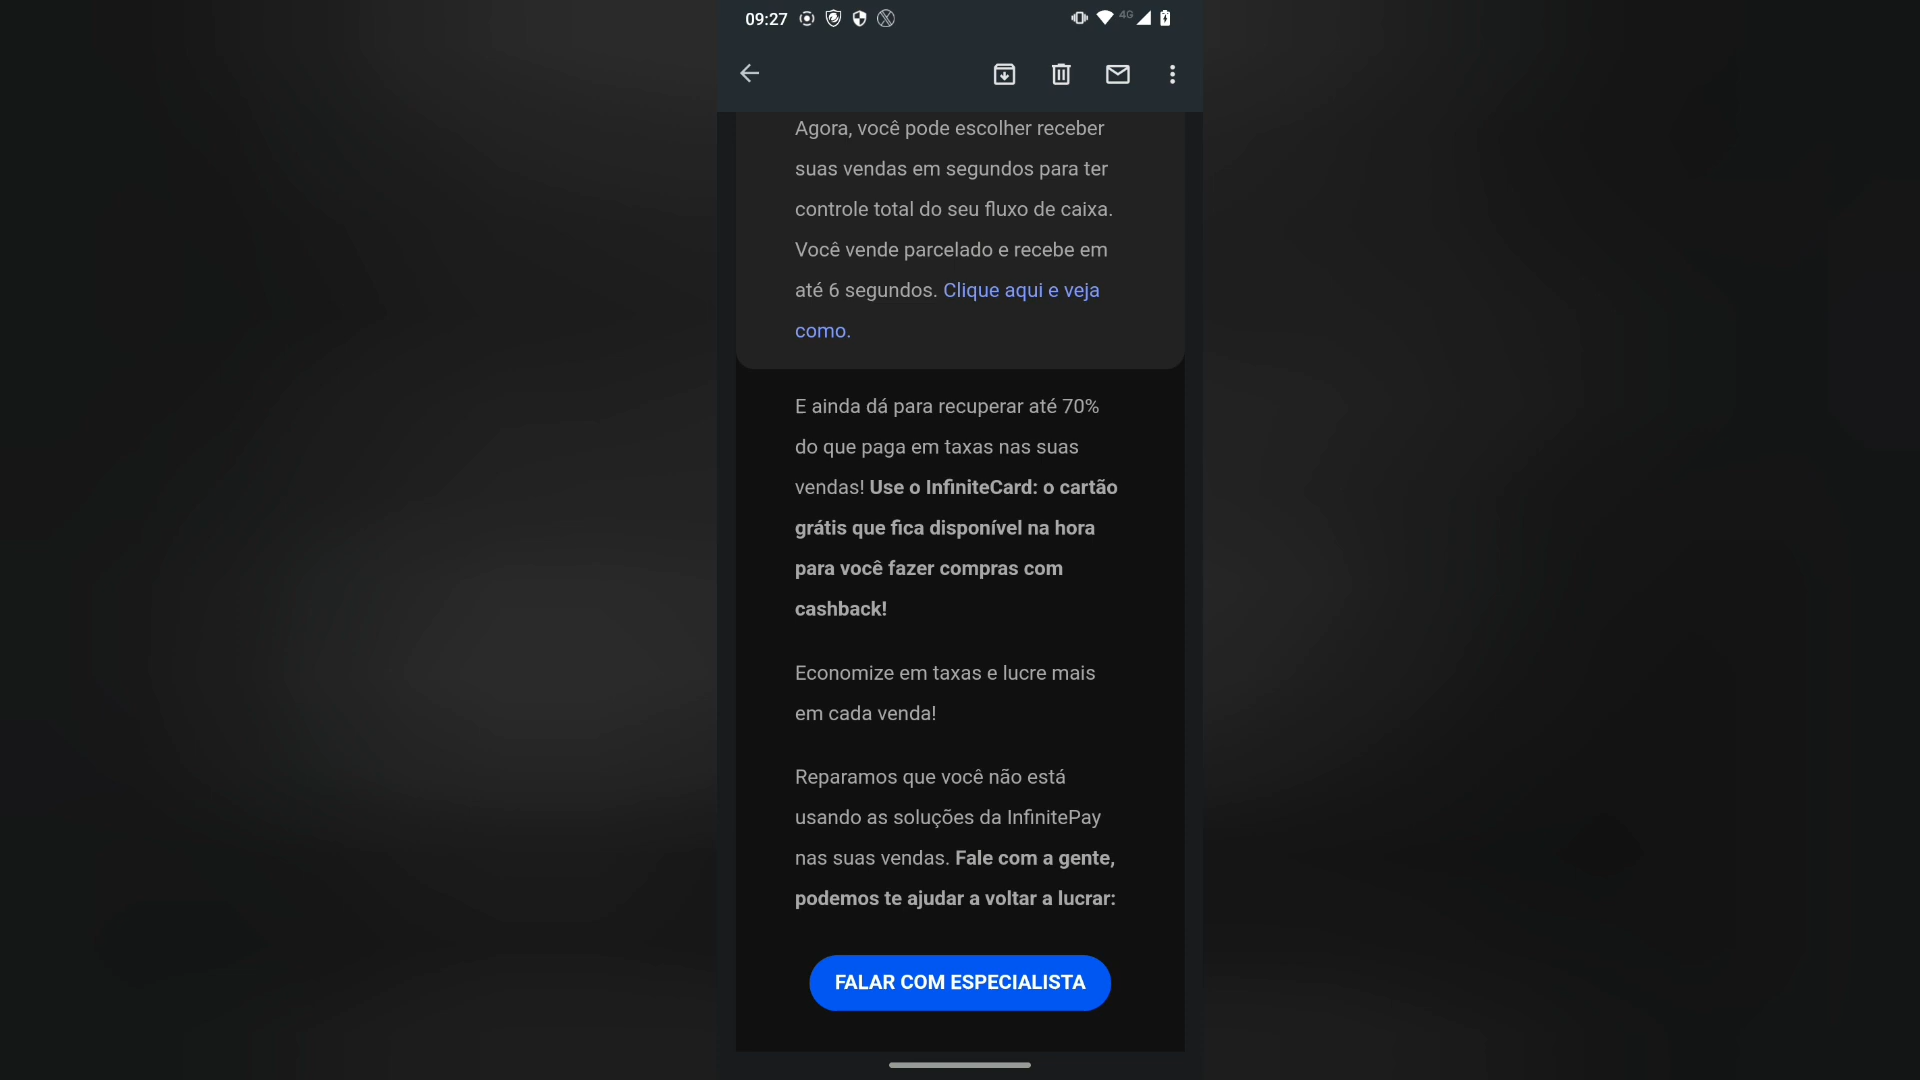 09:27
4G
Agora, você pode escolher receber
suas vendas em segundos para ter
controle total do seu fluxo de caixa.
Você vende parcelado e recebe em
até 6 segundos. Clique aqui e veja
como.
E ainda dá para recuperar até 70%
do que paga em taxas nas suas
vendas! Use o InfiniteCard: o cartão
grátis que fica disponível na hora
para você fazer compras com
cashback!
Economize em taxas e lucre mais
em cada venda!
Reparamos que você não está
usando as soluções da InfinitePay
nas suas vendas. Fale com a gente,
podemos te ajudar a voltar a lucrar:
FALAR COM ESPECIALISTA